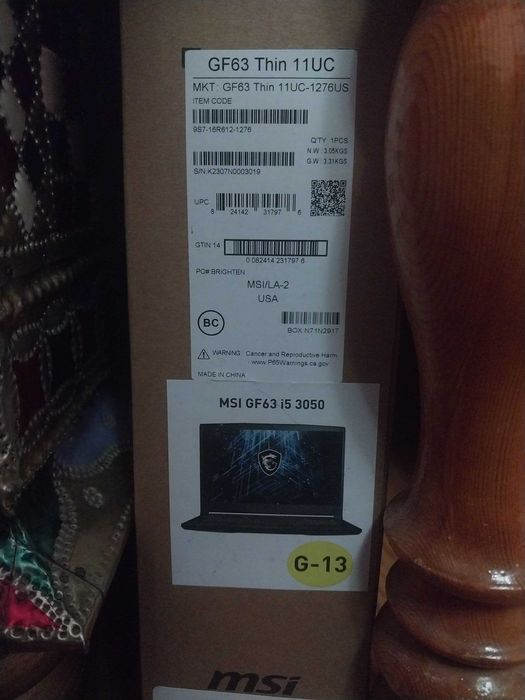 GF63 Thin 11UC
MKT: GF63 Thin 11UC-1276US
ITEM CODE
9S7-16R612-1276
Q'TY 1PCS
N.W. 3.05KGS
G.W. 3.31KGS
S/N:K2307N0003019
UPC
8 24142 31797 6
GTIN 14
0 082414 231797 6
PO# BRIGHTEN
MSI/LA-2
USA
BC
BOX:N71N2917
WARNING: Cancer and Reproductive Harm
- www.P65Warnings.ca.gov
MADE IN CHINA
MSI GF63 i5 3050
G-13
msi